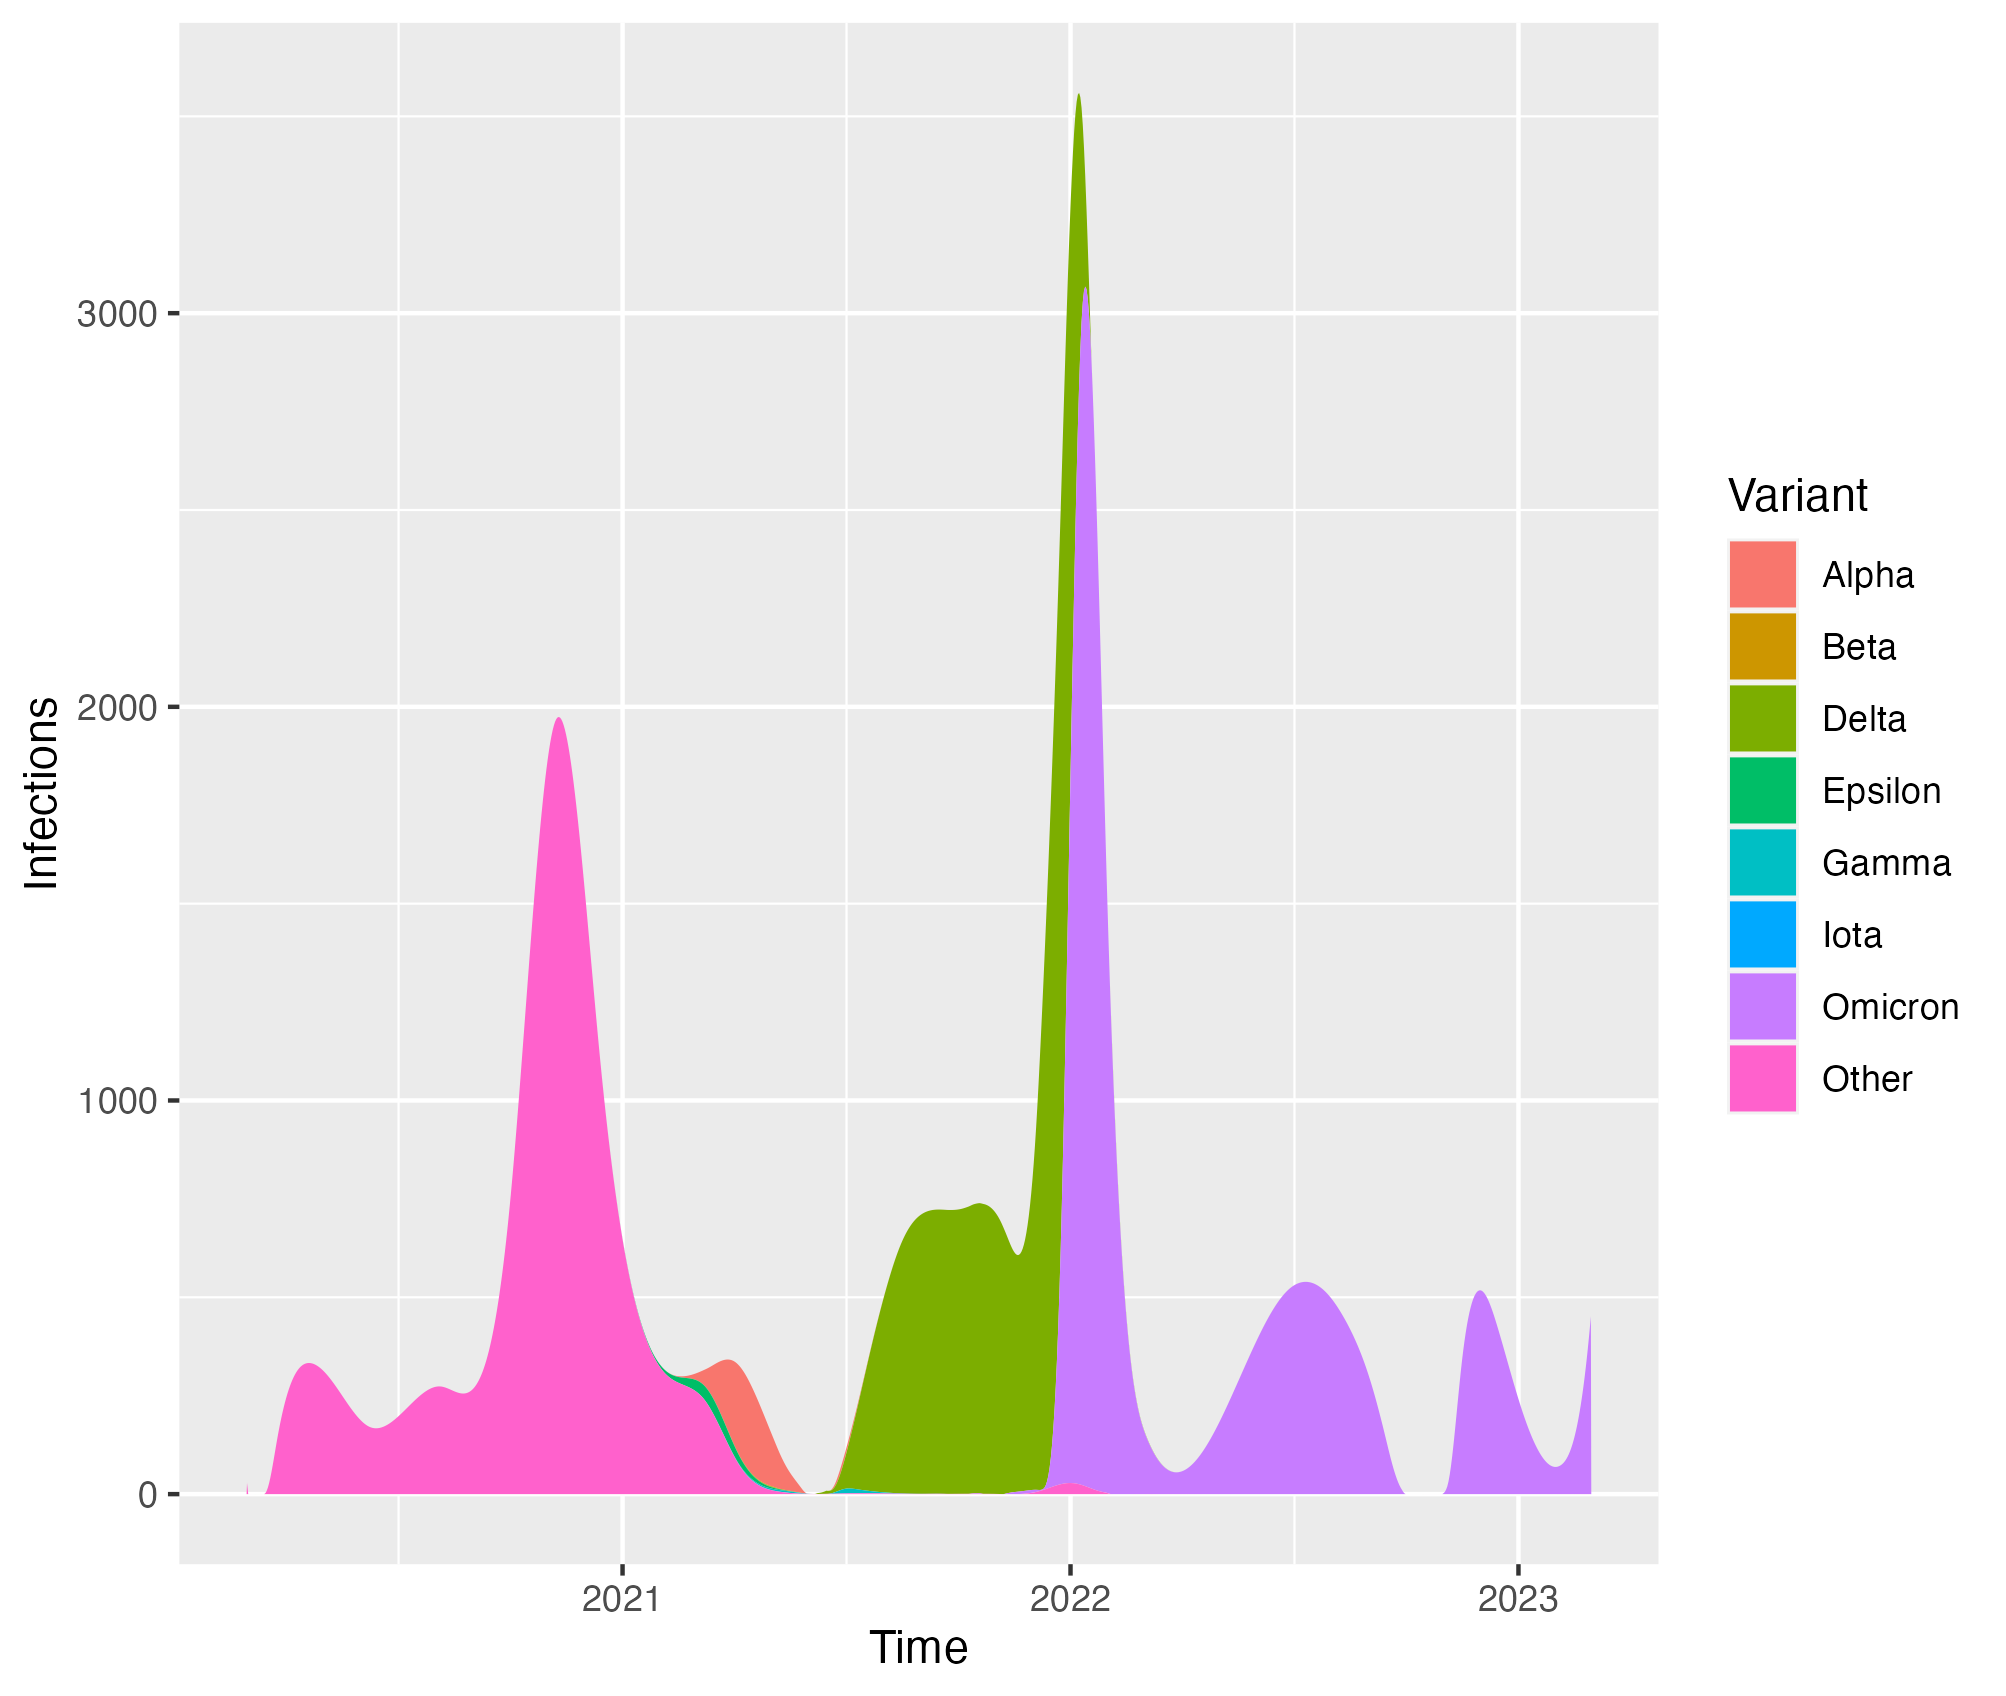 3000
2000
1000
0
Infections
2021
2022
2023
Time
Variant
Alpha
Beta
Delta
Epsilon
Gamma
Iota
Omicron
Other